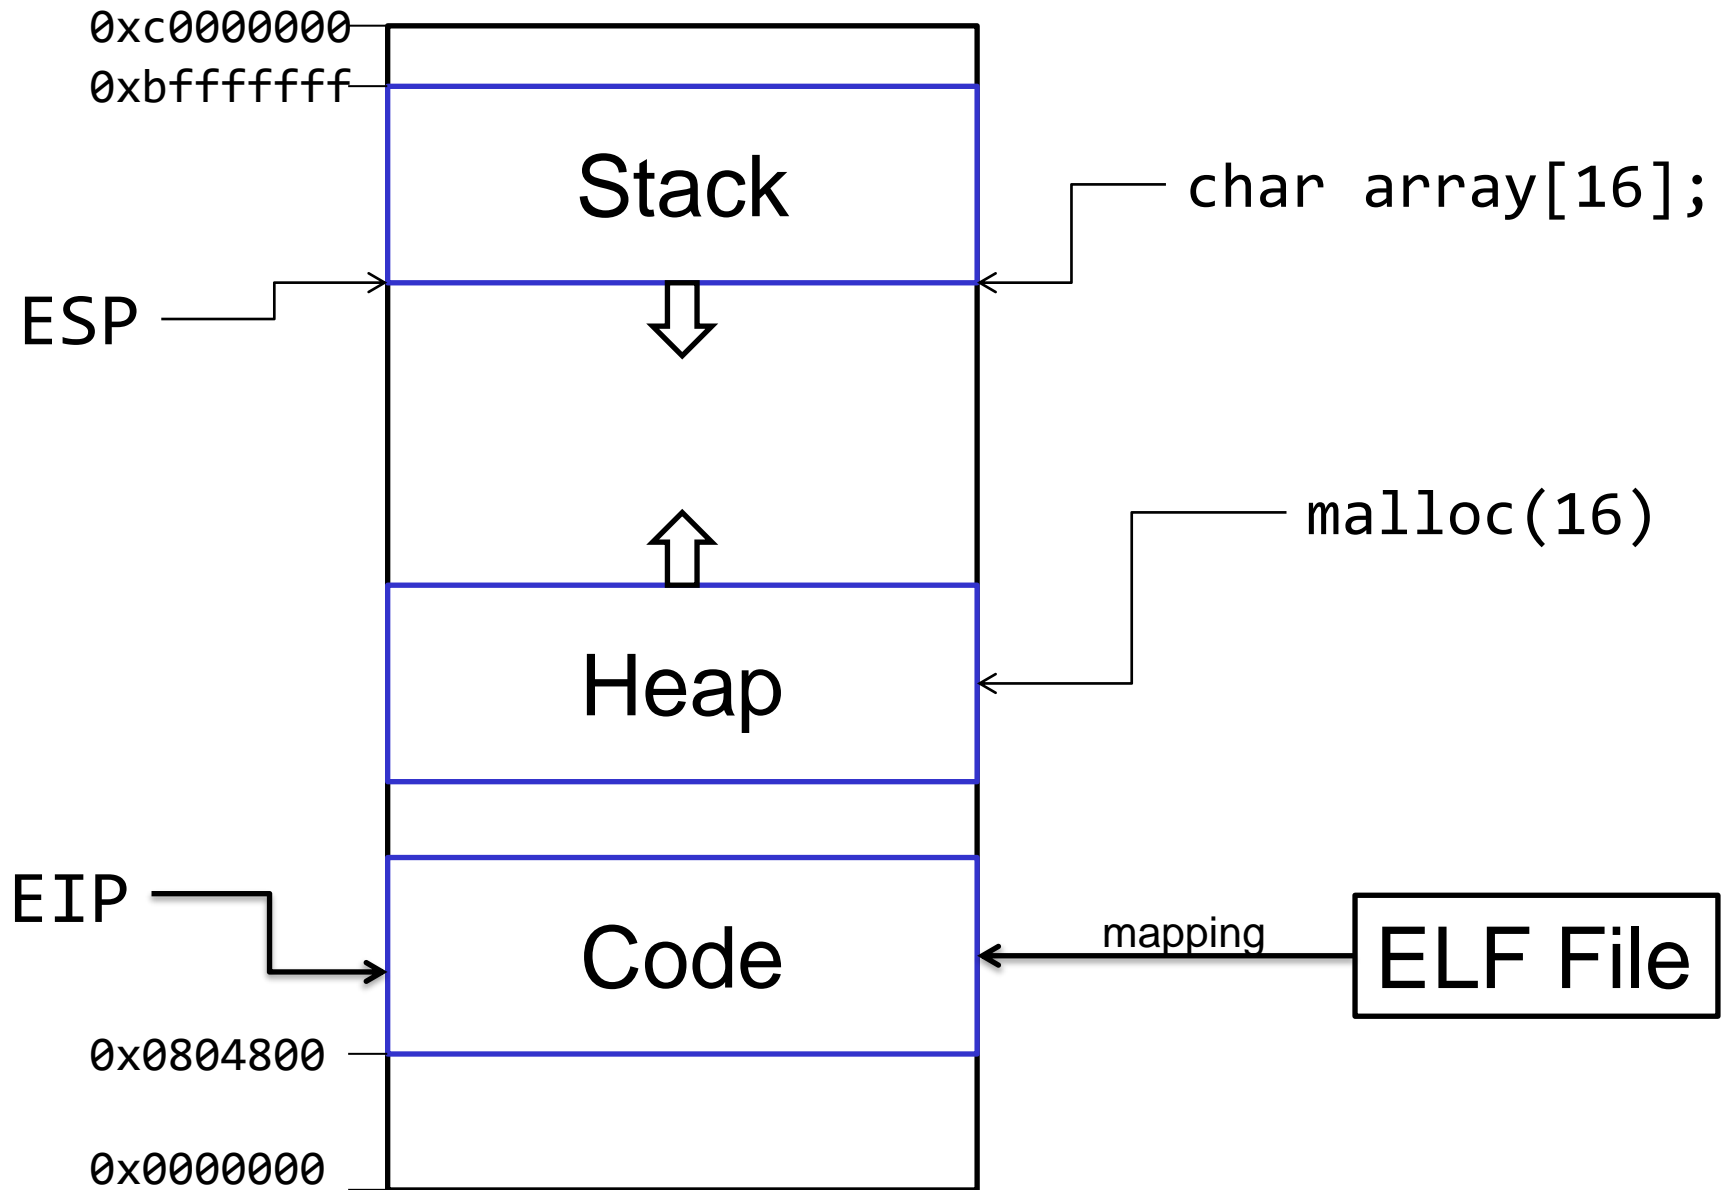 0xc0000000
0xbfffffff
Stack
char array[16];
ESP
malloc(16)
Heap
EIP
mapping
ELF File
Code
0x0804800
0x0000000